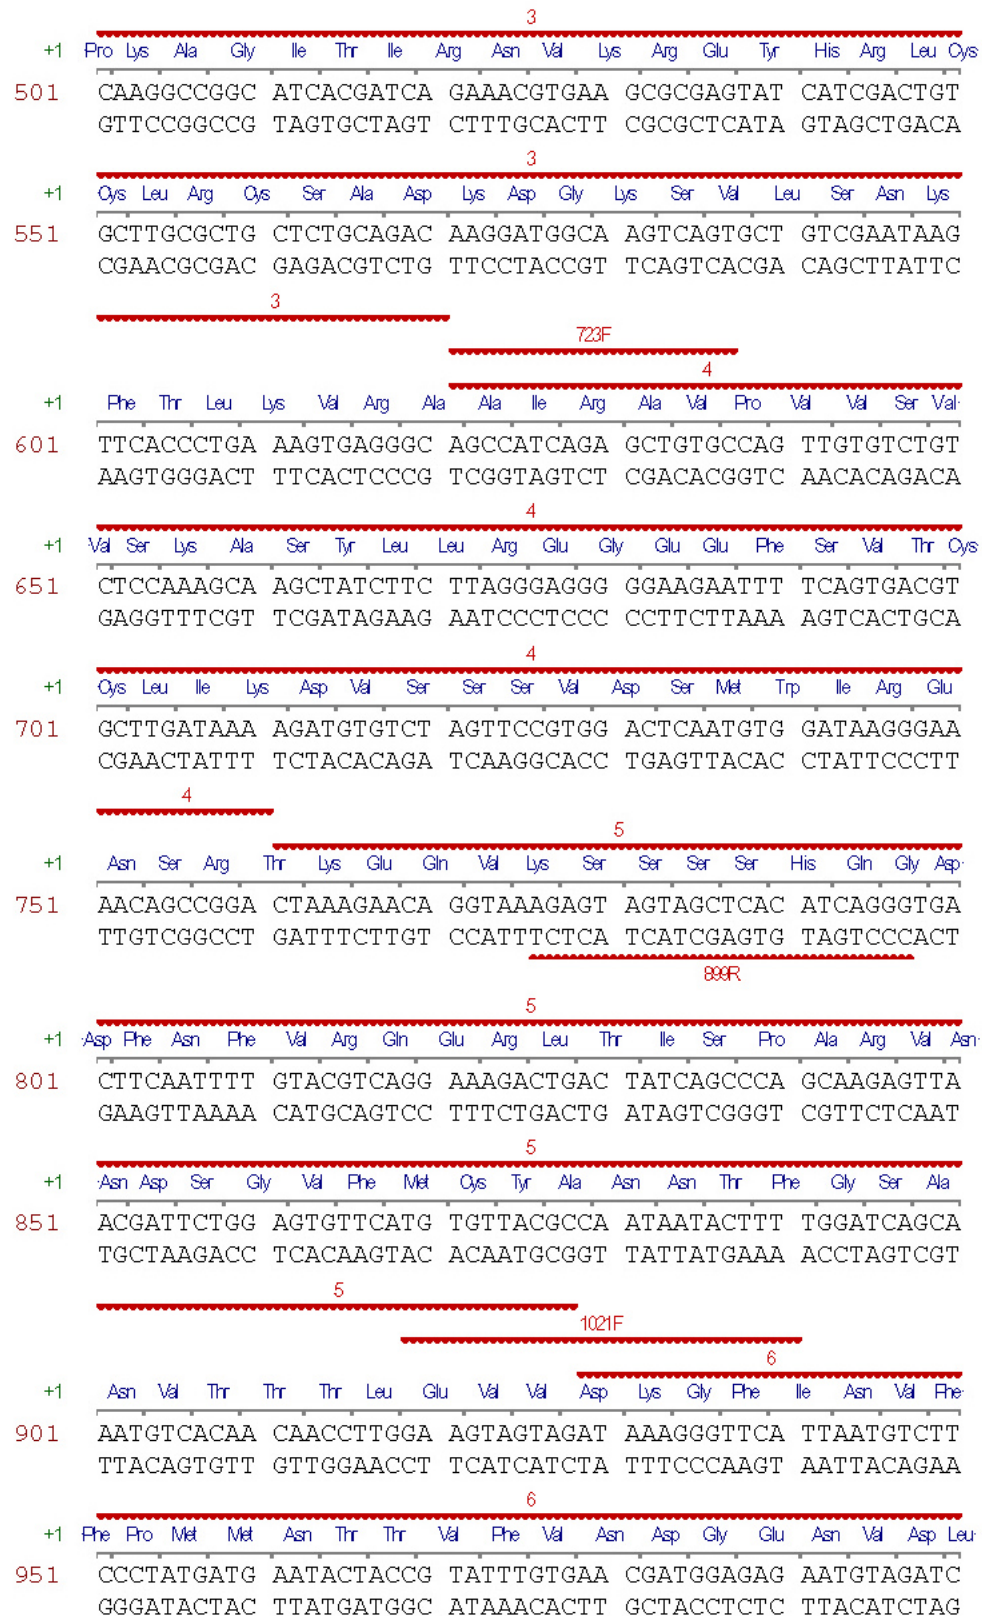 3
+1 Pro Lys Ala Gly Ile Thr Ile Arg Asn Val Lys Arg Glu Tyr His Arg Leu Cys·
501 CAAGGCCGGC ATCACGATCA GAAACGTGAA GCGCGAGTAT CATCGACTGT
GTTCCGGCCG TAGTGCTAGT CTTTGCACTT CGCGCTCATA GTAGCTGACA
3
+1 ·Cys Leu Arg Cys Ser Ala Asp Lys Asp Gly Lys Ser Val Leu Ser Asn Lys
551 GCTTGCGCTG CTCTGCAGAC AAGGATGGCA AGTCAGTGCT GTCGAATAAG
CGAACGCGAC GAGACGTCTG TTCCTACCGT TCAGTCACGA CAGCTTATTC
3
723F
4
+1 Phe Thr Leu Lys Val Arg Ala Ala Ile Arg Ala Val Pro Val Val Ser Val·
601 TTCACCCTGA AAGTGAGGGC AGCCATCAGA GCTGTGCCAG TTGTGTCTGT
AAGTGGGACT TTCACTCCCG TCGGTAGTCT CGACACGGTC AACACAGACA
4
+1 ·Val Ser Lys Ala Ser Tyr Leu Leu Arg Glu Gly Glu Glu Phe Ser Val Thr Cys
651 CTCCAAAGCA AGCTATCTTC TTAGGGAGGG GGAAGAATTT TCAGTGACGT
GAGGTTTCGT TCGATAGAAG AATCCCTCCC CCTTCTTAAA AGTCACTGCA
4
+1 ·Cys Leu Ile Lys Asp Val Ser Ser Ser Val Asp Ser Met Trp Ile Arg Glu
701 GCTTGATAAA AGATGTGTCT AGTTCCGTGG ACTCAATGTG GATAAGGGAA
CGAACTATTT TCTACACAGA TCAAGGCACC TGAGTTACAC CTATTCCCTT
4
5
+1 Asn Ser Arg Thr Lys Glu Gln Val Lys Ser Ser Ser Ser His Gln Gly Asp·
751 AACAGCCGGA CTAAAGAACA GGTAAAGAGT AGTAGCTCAC ATCAGGGTGA
TTGTCGGCCT GATTTCTTGT CCATTTCTCA TCATCGAGTG TAGTCCCACT
899R
5
+1 ·Asp Phe Asn Phe Val Arg Gln Glu Arg Leu Thr Ile Ser Pro Ala Arg Val Asn·
801 CTTCAATTTT GTACGTCAGG AAAGACTGAC TATCAGCCCA GCAAGAGTTA
GAAGTTAAAA CATGCAGTCC TTTCTGACTG ATAGTCGGGT CGTTCTCAAT
5
+1 ·Asn Asp Ser Gly Val Phe Met Cys Tyr Ala Asn Asn Thr Phe Gly Ser Ala
851 ACGATTCTGG AGTGTTCATG TGTTACGCCA ATAATACTTT TGGATCAGCA
TGCTAAGACC TCACAAGTAC ACAATGCGGT TATTATGAAA ACCTAGTCGT
5
1021F
6
+1 Asn Val Thr Thr Thr Leu Glu Val Val Asp Lys Gly Phe Ile Asn Val Phe·
901 AATGTCACAA CAACCTTGGA AGTAGTAGAT AAAGGGTTCA TTAATGTCTT
TTACAGTGTT GTTGGAACCT TCATCATCTA TTTCCCAAGT AATTACAGAA
6
+1 ·Phe Pro Met Met Asn Thr Thr Val Phe Val Asn Asp Gly Glu Asn Val Asp Leu·
951 CCCTATGATG AATACTACCG TATTTGTGAA CGATGGAGAG AATGTAGATC
GGGATACTAC TTATGATGGC ATAAACACTT GCTACCTCTC TTACATCTAG